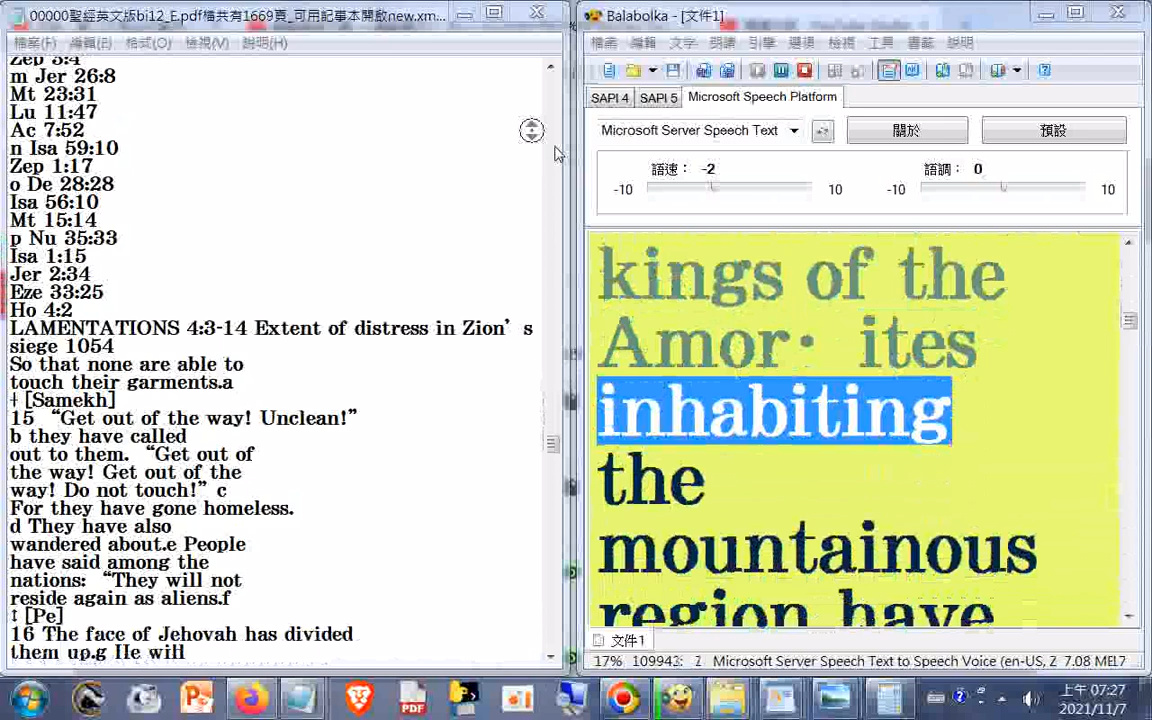 00000聖經英文版bi12_E.pdf檔共有1669頁_可用記事本開啟new.xm...
檔案(F) 編輯(E) 格式(O) 檢視(V) 說明(H)
Zep 3:4
m Jer 26:8
Mt 23:31
Lu 11:47
Ac 7:52
n Isa 59:10
Zep 1:17
o De 28:28
Isa 56:10
Mt 15:14
p Nu 35:33
Isa 1:15
Jer 2:34
Eze 33:25
Ho 4:2
LAMENTATIONS 4:3-14 Extent of distress in Zion’s
siege 1054
So that none are able to
touch their garments.a
[Samekh]
15 “Get out of the way! Unclean!”
b they have called
out to them. “Get out of
the way! Get out of the
way! Do not touch!” c
For they have gone homeless.
d They have also
wandered about.e People
have said among the
nations: “They will not
reside again as aliens.f
[Pe]
16 The face of Jehovah has divided
them up.g He will
Balabolka - [文件1]
檔案 編輯 文字 朗讀 引擎 選項 檢視 工具 書籤 說明
SAPI 4 SAPI 5 Microsoft Speech Platform
Microsoft Server Speech Text 關於 預設
語速： -2 語調： 0
-10 10 -10 10
kings of the
Amor· ites
inhabiting
the
mountainous
region have
文件1
17% Microsoft Server Speech Text to Speech Voice (en-US, Z
PDF
上午 07:27
2021/11/7